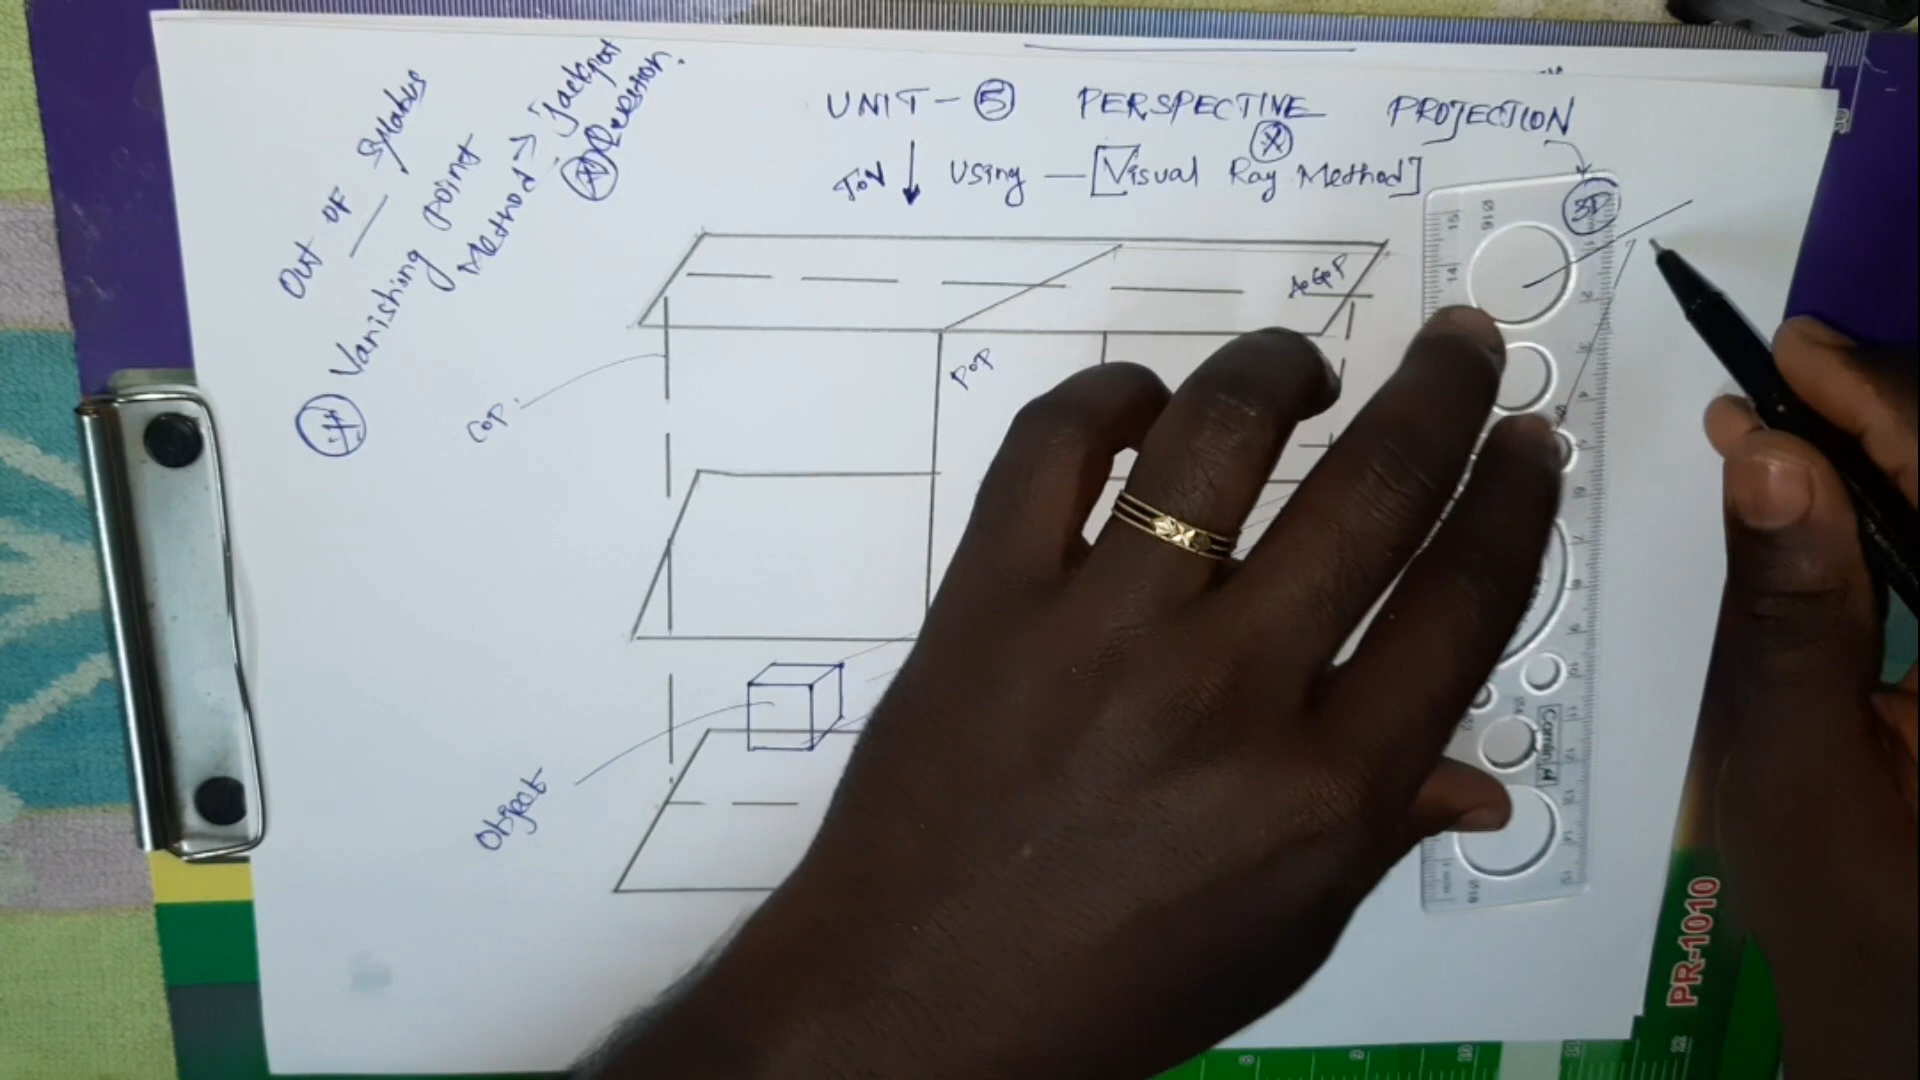 UNIT - 5 PERSPECTIVE PROJECTION
Using - [Visual Ray Method]
3D
Out OF Syllabus
Vanishing point
Method => jackpot
Question.
A.G.P
POP
COP.
Object
PR-1010